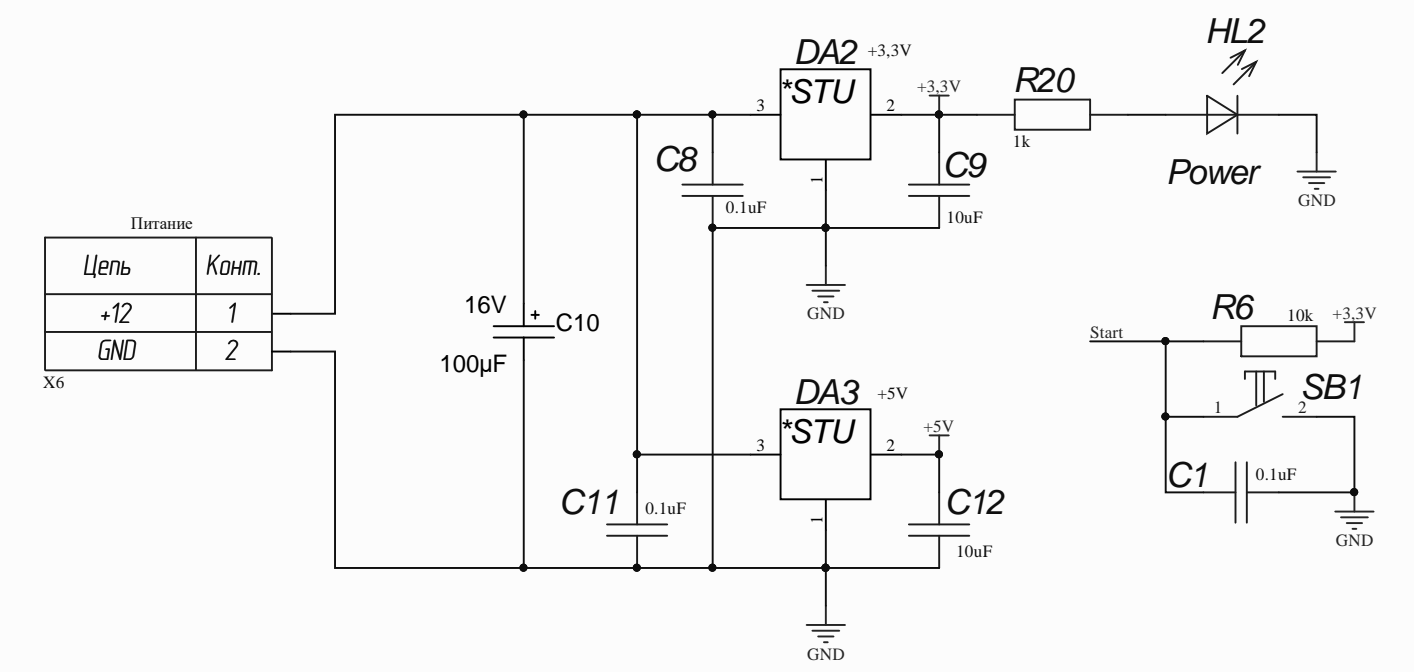 HL2
DA2 +3,3V
*STU
3
2
1
+3,3V
R20
1k
Power
GND
C8
0.1uF
C9
10uF
GND
Питание
Цепь Конт.
+12 1
GND 2
X6
16V
+
C10
100µF
R6
10k
+3,3V
Start
SB1
1
2
C1
0.1uF
GND
DA3 +5V
*STU
3
2
1
+5V
C11
0.1uF
C12
10uF
GND